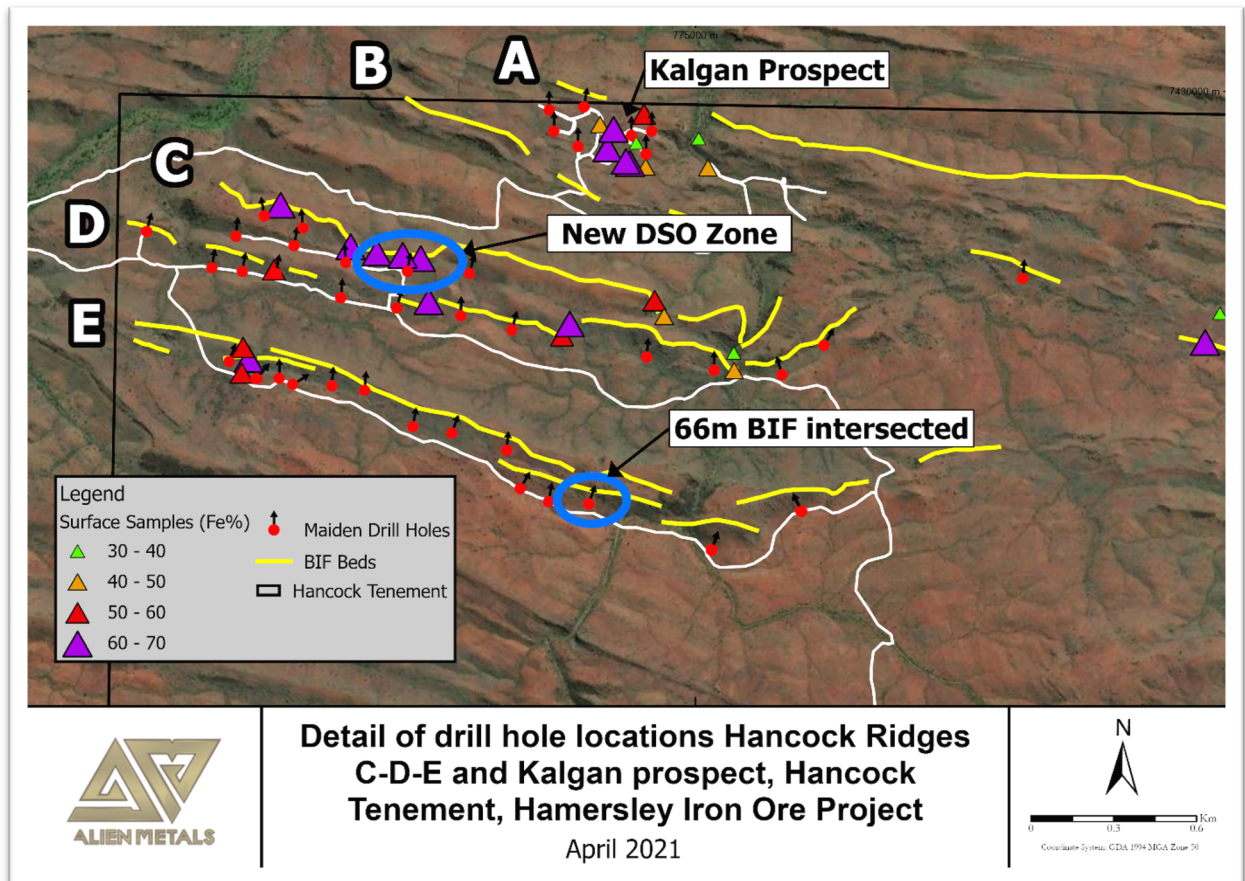 775000 m
B
A
Kalgan Prospect
7430000 m
C
D
New DSO Zone
E
66m BIF intersected
Legend
Surface Samples (Fe%)
30 - 40
40 - 50
50 - 60
60 - 70
Maiden Drill Holes
BIF Beds
Hancock Tenement
ALIEN METALS
Detail of drill hole locations Hancock Ridges
C-D-E and Kalgan prospect, Hancock
Tenement, Hamersley Iron Ore Project
April 2021
N
Km
0 0.3 0.6
Coordinate System: GDA 1994 MGA Zone 50